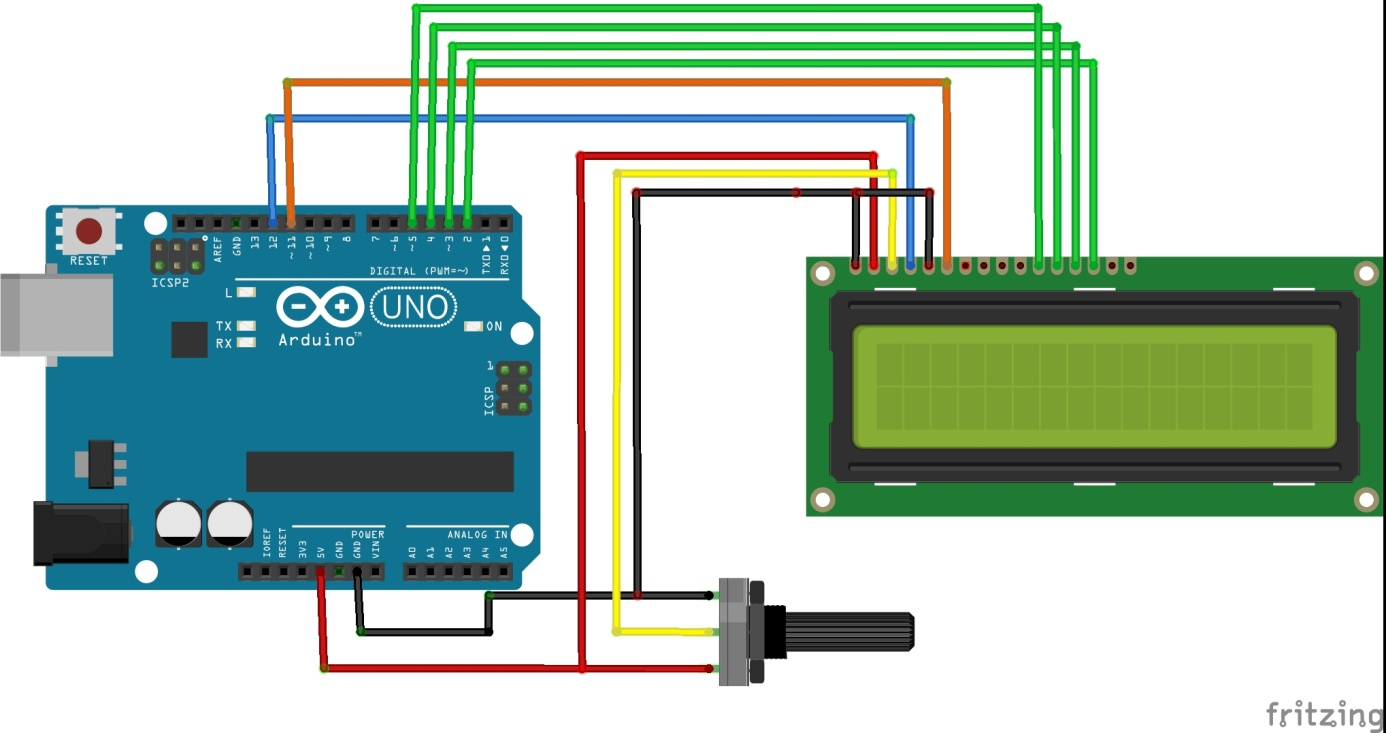 RESET
ICSP2
AREF
GND
13
12
~11
~10
~9
8
7
~6
~5
4
~3
2
TX0▶1
RX0◀0
DIGITAL (PWM=~)
L
TX
RX
UNO
Arduino™
ON
1
ICSP
POWER
ANALOG IN
IOREF
RESET
3V3
5V
GND
GND
VIN
A0
A1
A2
A3
A4
A5
fritzing